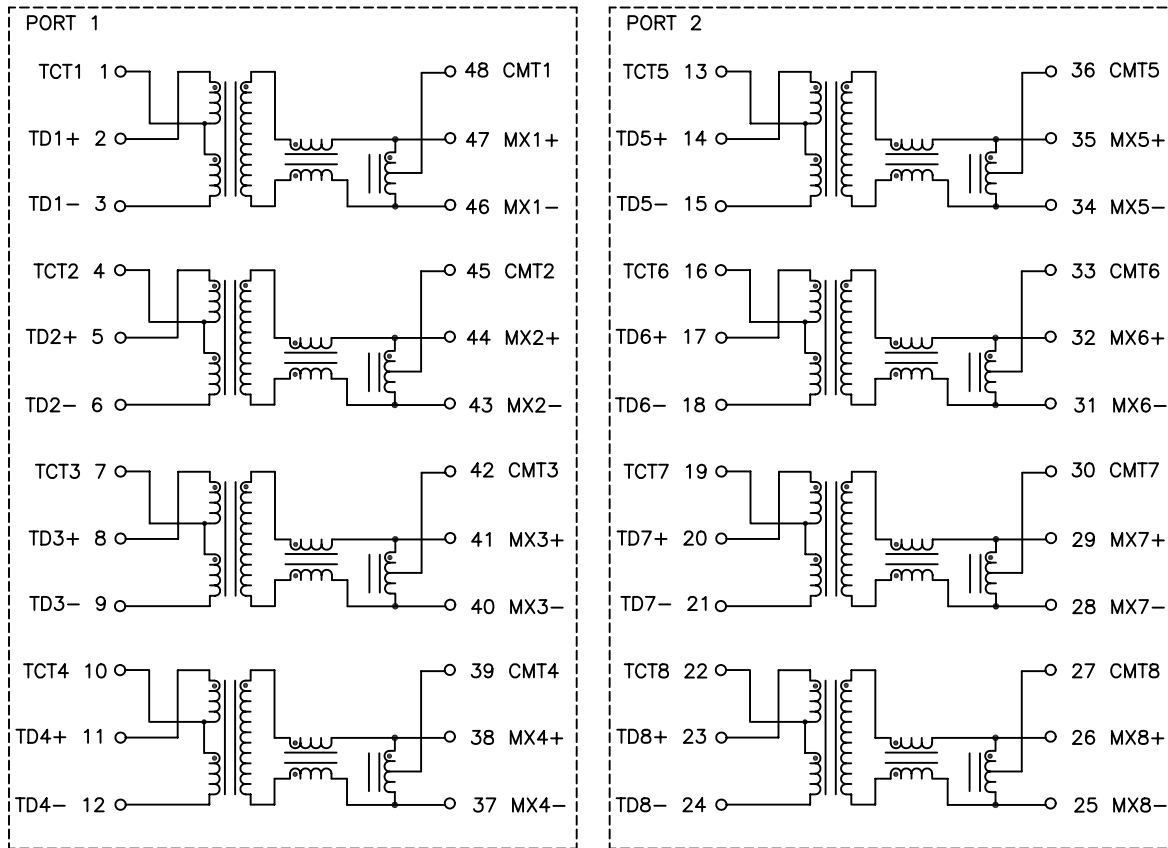 PORT 1
TCT1 1
48 CMT1
TD1+ 2
47 MX1+
TD1- 3
46 MX1-
TCT2 4
45 CMT2
TD2+ 5
44 MX2+
TD2- 6
43 MX2-
TCT3 7
42 CMT3
TD3+ 8
41 MX3+
TD3- 9
40 MX3-
TCT4 10
39 CMT4
TD4+ 11
38 MX4+
TD4- 12
37 MX4-
PORT 2
TCT5 13
36 CMT5
TD5+ 14
35 MX5+
TD5- 15
34 MX5-
TCT6 16
33 CMT6
TD6+ 17
32 MX6+
TD6- 18
31 MX6-
TCT7 19
30 CMT7
TD7+ 20
29 MX7+
TD7- 21
28 MX7-
TCT8 22
27 CMT8
TD8+ 23
26 MX8+
TD8- 24
25 MX8-